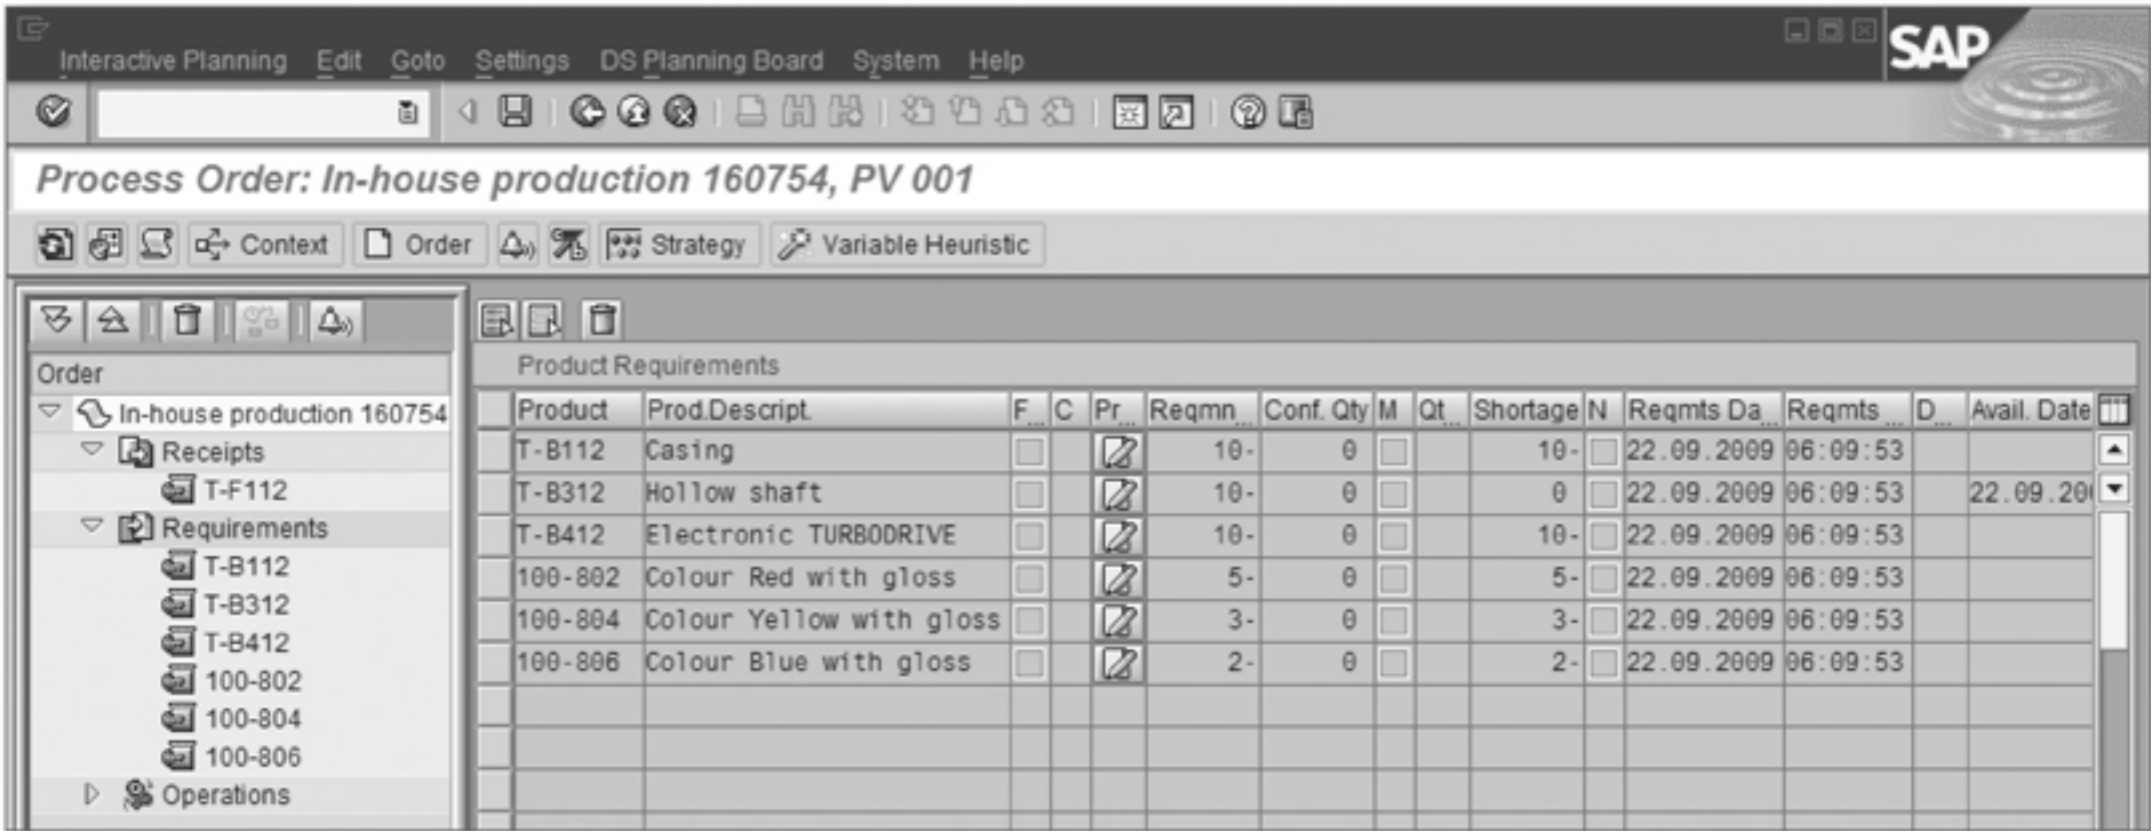 Interactive Planning Edit Goto Settings DS Planning Board System Help
SAP
Process Order: In-house production 160754, PV 001
Context Order Strategy Variable Heuristic
Order
In-house production 160754
Receipts
T-F112
Requirements
T-B112
T-B312
T-B412
100-802
100-804
100-806
Operations
Product Requirements
Product Prod.Descript. F... C Pr... Reqmn... Conf. Qty M Qt... Shortage N Reqmts Da... Reqmts ... D... Avail. Date
T-B112 Casing 10- 0 10- 22.09.2009 06:09:53
T-B312 Hollow shaft 10- 0 0 22.09.2009 06:09:53 22.09.20
T-B412 Electronic TURBODRIVE 10- 0 10- 22.09.2009 06:09:53
100-802 Colour Red with gloss 5- 0 5- 22.09.2009 06:09:53
100-804 Colour Yellow with gloss 3- 0 3- 22.09.2009 06:09:53
100-806 Colour Blue with gloss 2- 0 2- 22.09.2009 06:09:53